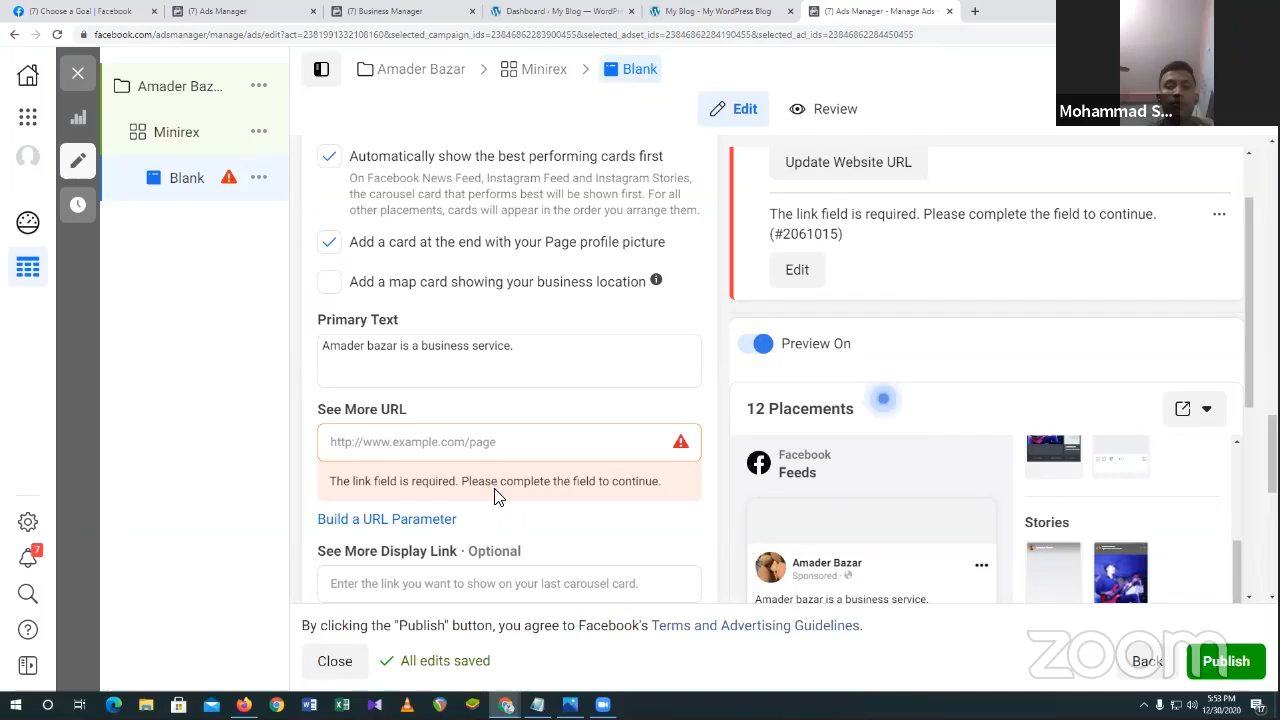 (7) Facebook
(7) Ads Manager
(7) Business Manager
Dashboard ‹ My Blog — WordPr
My Blog – My WordPress Blog
Ads Manager - Manage Ads -
facebook.com/adsmanager/manage/ads/edit?act=2381991332108160&selected_campaign_ids=23846862283900455&selected_adset_ids=23846862284190455&selected_ad_ids=23846862284450455
Mohammad S...
Amader Baz...
Minirex
Blank
Amader Bazar
Minirex
Blank
Edit
Review
Automatically show the best performing cards first
On Facebook News Feed, Instagram Feed and Instagram Stories,
the carousel card that performs best will be shown first. For all
other placements, cards will appear in the order you arrange them.
Add a card at the end with your Page profile picture
Add a map card showing your business location
Primary Text
Amader bazar is a business service.
See More URL
http://www.example.com/page
The link field is required. Please complete the field to continue.
Build a URL Parameter
See More Display Link · Optional
Enter the link you want to show on your last carousel card.
Update Website URL
The link field is required. Please complete the field to continue.
(#2061015)
Edit
Preview On
12 Placements
Facebook
Feeds
Amader Bazar
Sponsored ·
Amader bazar is a business service.
Stories
7
By clicking the "Publish" button, you agree to Facebook's Terms and Advertising Guidelines.
Close
All edits saved
Back
Publish
zoom
5:53 PM
12/30/2020
17